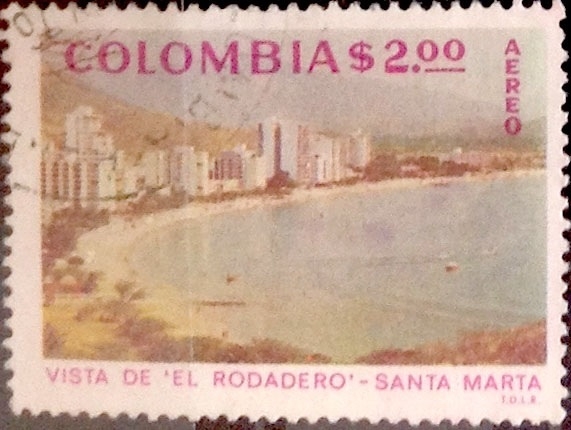 COLOMBIA $ 2.00
AEREO
VISTA DE 'EL RODADERO' - SANTA MARTA
T.D.L.R.